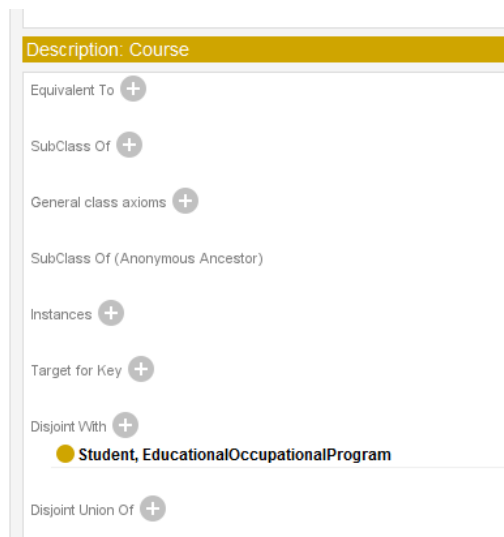 Description: Course
Equivalent To
SubClass Of
General class axioms
SubClass Of (Anonymous Ancestor)
Instances
Target for Key
Disjoint With
Student, EducationalOccupationalProgram
Disjoint Union Of